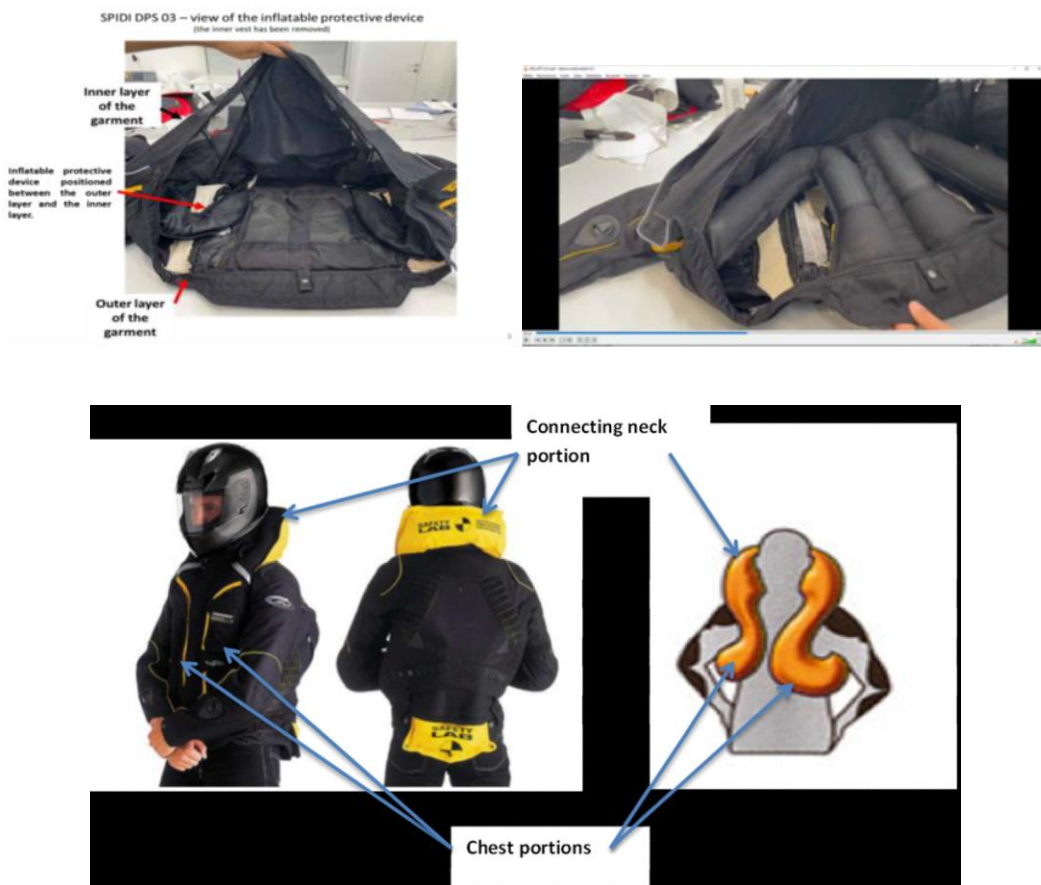 SPIDI DPS 03 – view of the inflatable protective device
(the inner vest has been removed)
Inner layer
of the
garment
Inflatable protective
device positioned
between the outer
layer and the inner
layer.
Outer layer
of the
garment
Connecting neck
portion
SAFETY
LAB
SAFETY
LAB
Chest portions